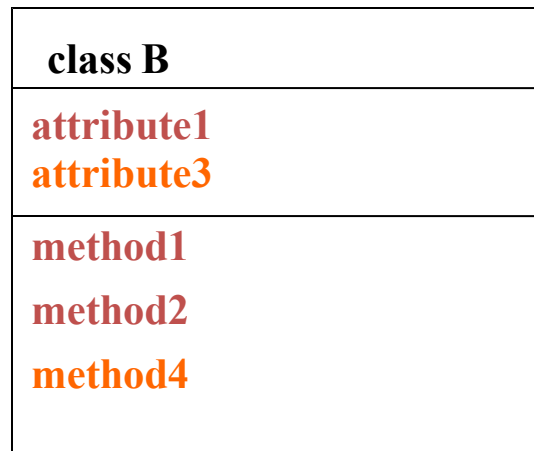 class B
attribute1
attribute3
method1
method2
method4